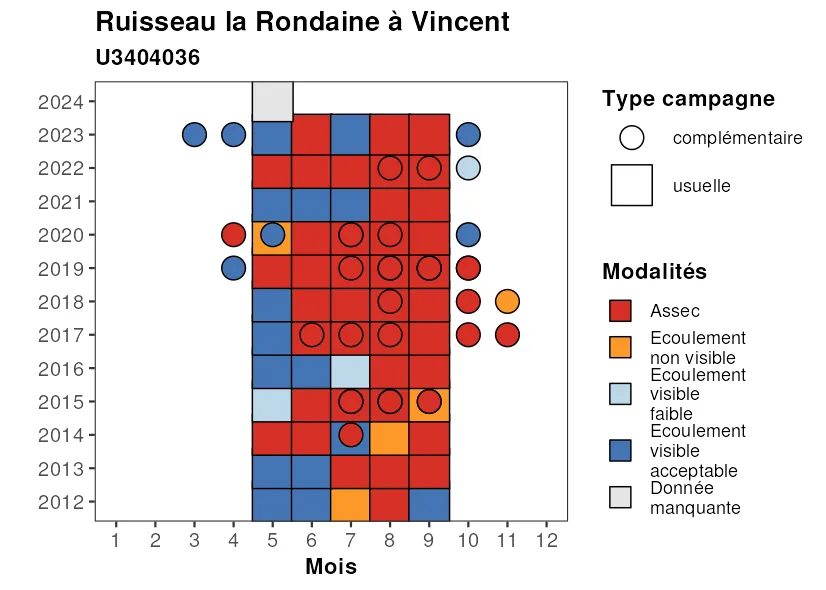 Ruisseau la Rondaine à Vincent
U3404036
2024
2023
2022
2021
2020
2019
2018
2017
2016
2015
2014
2013
2012
1 2 3 4 5 6 7 8 9 10 11 12
Mois
Type campagne
complémentaire
usuelle
Modalités
Assec
Ecoulement
non visible
Ecoulement
visible
faible
Ecoulement
visible
acceptable
Donnée
manquante